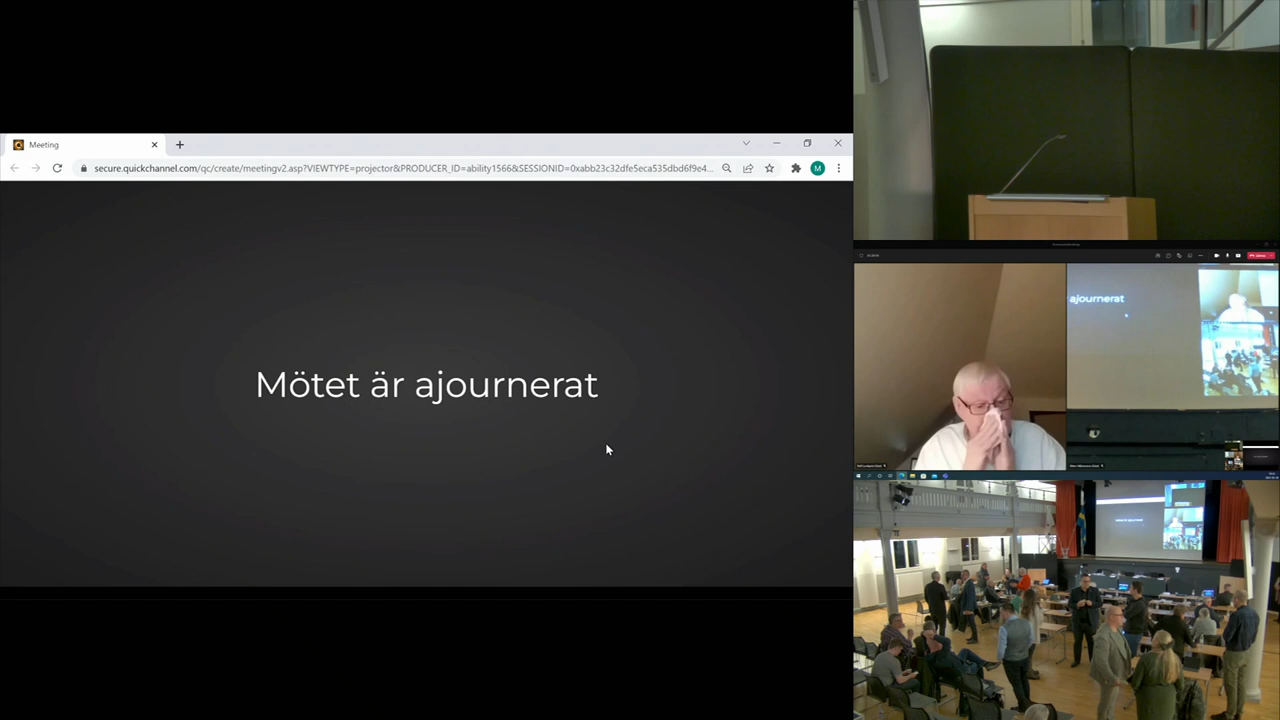 Meeting
secure.quickchannel.com/qc/create/meetingv2.asp?VIEWTYPE=projector&PRODUCER_ID=ability1566&SESSIONID=0xabb23c32dfe5eca535dbd6f9e4...
M
Mötet är ajournerat
ajournerat